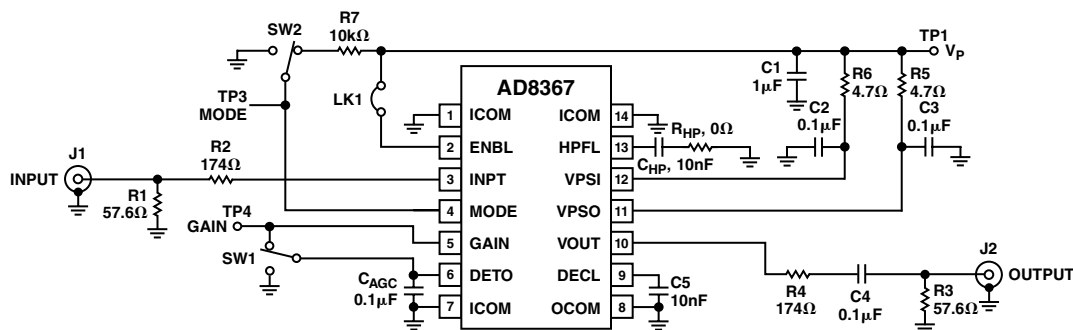 SW2
R7
10kΩ
TP1
V_P
TP3
MODE
LK1
AD8367
C1
1µF
R6
4.7Ω
R5
4.7Ω
C2
0.1µF
C3
0.1µF
1 ICOM
ICOM 14
2 ENBL
HPFL 13
R_HP, 0Ω
C_HP, 10nF
J1
INPUT
R2
174Ω
R1
57.6Ω
3 INPT
VPSI 12
4 MODE
VPSO 11
TP4
GAIN
5 GAIN
VOUT 10
SW1
6 DETO
DECL 9
C_AGC
0.1µF
C5
10nF
7 ICOM
OCOM 8
R4
174Ω
C4
0.1µF
J2
OUTPUT
R3
57.6Ω